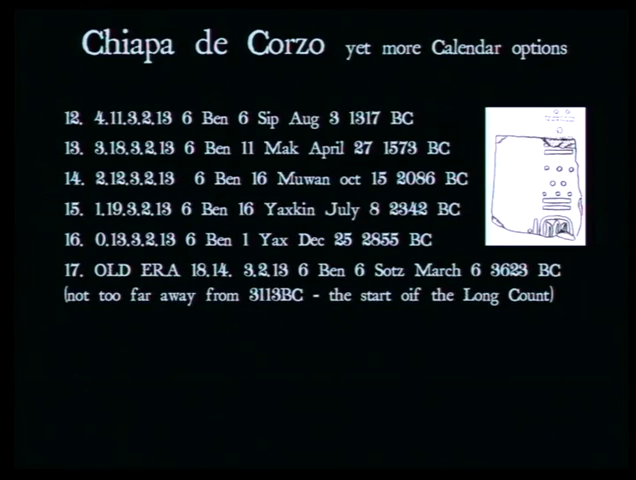 Chiapa de Corzo yet more Calendar options
12. 4.11.3.2.13 6 Ben 6 Sip Aug 3 1317 BC
13. 3.18.3.2.13 6 Ben 11 Mak April 27 1573 BC
14. 2.12.3.2.13 6 Ben 16 Muwan oct 15 2086 BC
15. 1.19.3.2.13 6 Ben 16 Yaxkin July 8 2342 BC
16. 0.13.3.2.13 6 Ben 1 Yax Dec 25 2855 BC
17. OLD ERA 18.14. 3.2.13 6 Ben 6 Sotz March 6 3623 BC
(not too far away from 3113BC - the start oif the Long Count)